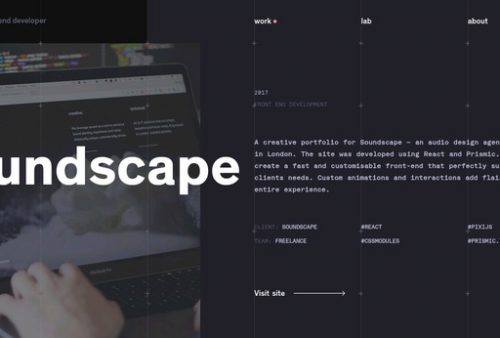 end developer
work
lab
about
2017
FRONT END DEVELOPMENT
undscape
A creative portfolio for Soundscape – an audio design agen
in London. The site was developed using React and Prismic.
create a fast and customisable front-end that perfectly su
clients needs. Custom animations and interactions add flai
entire experience.
CLIENT: SOUNDSCAPE
#REACT
#PIXIJS
TEAM: FREELANCE
#CSSMODULES
#PRISMIC.
Visit site